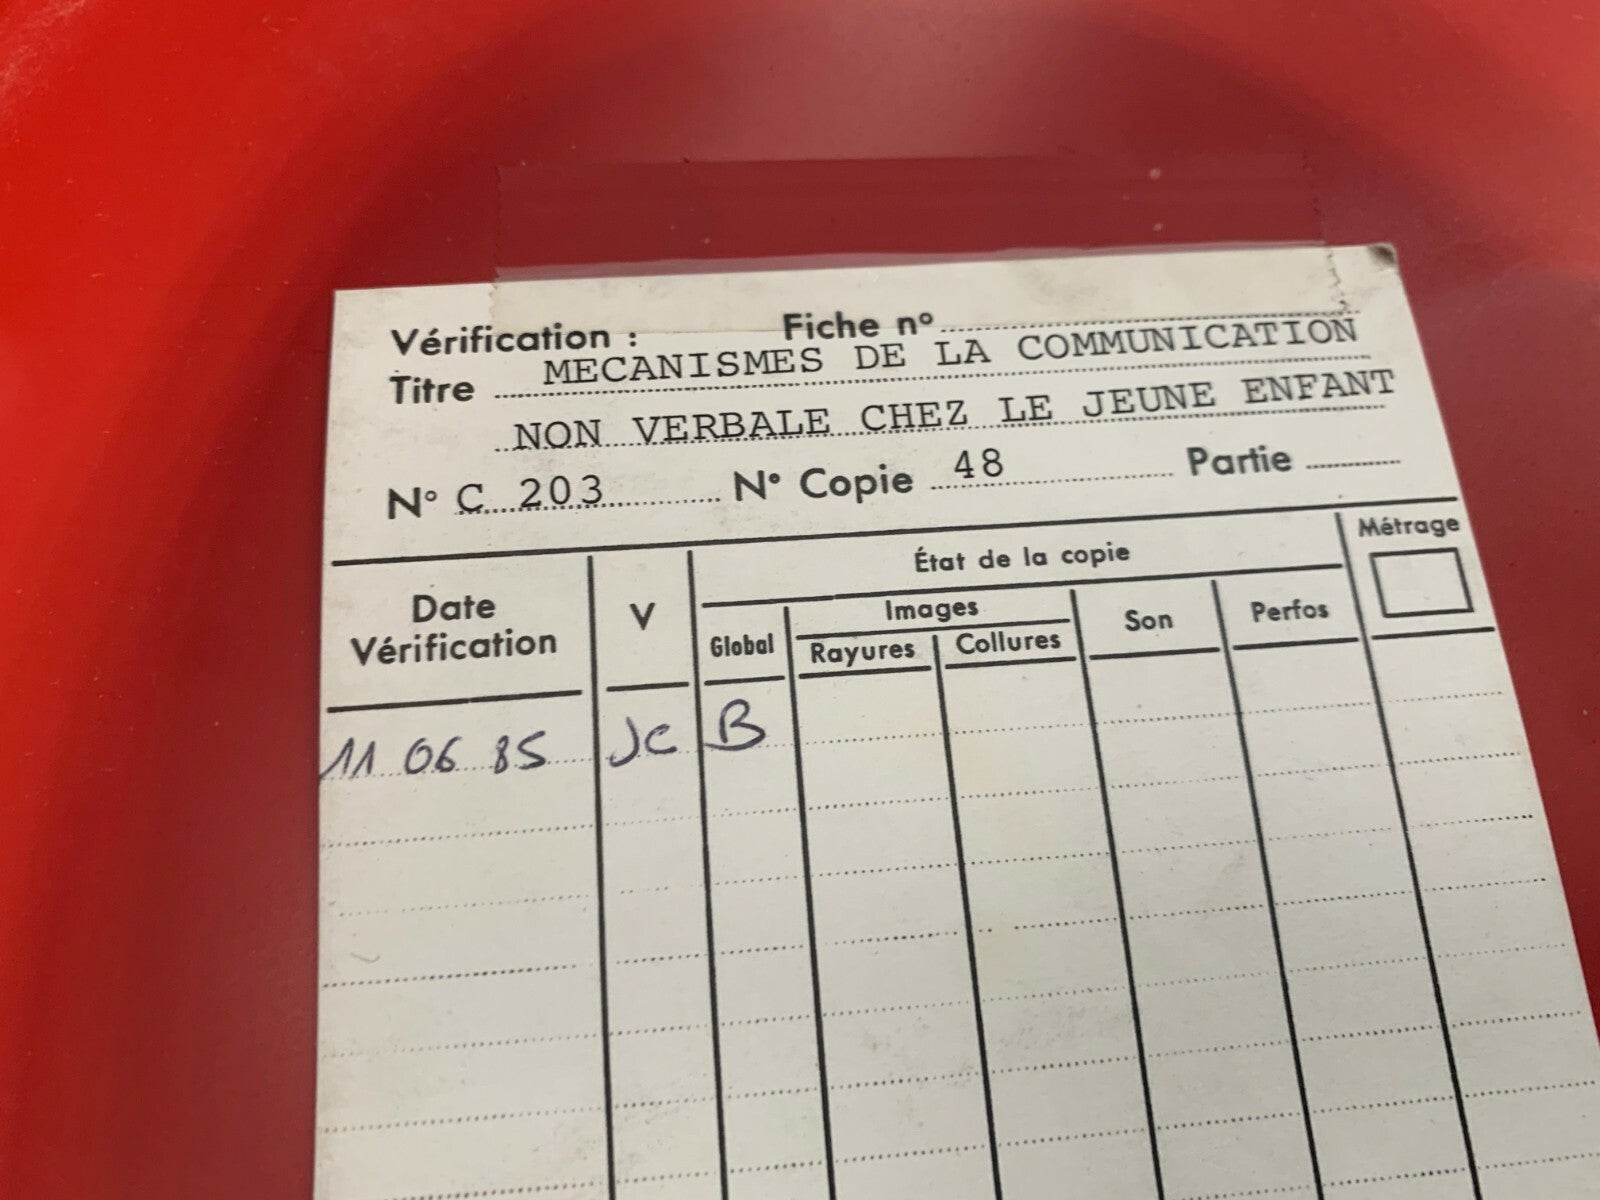 Vérification : Fiche nº
Titre MECANISMES DE LA COMMUNICATION
NON VERBALE CHEZ LE JEUNE ENFANT
N° C 203 N° Copie 48 Partie
Date Vérification
V
État de la copie
Métrage
Global
Images
Rayures
Collures
Son
Perfos
11 06 85 JC B